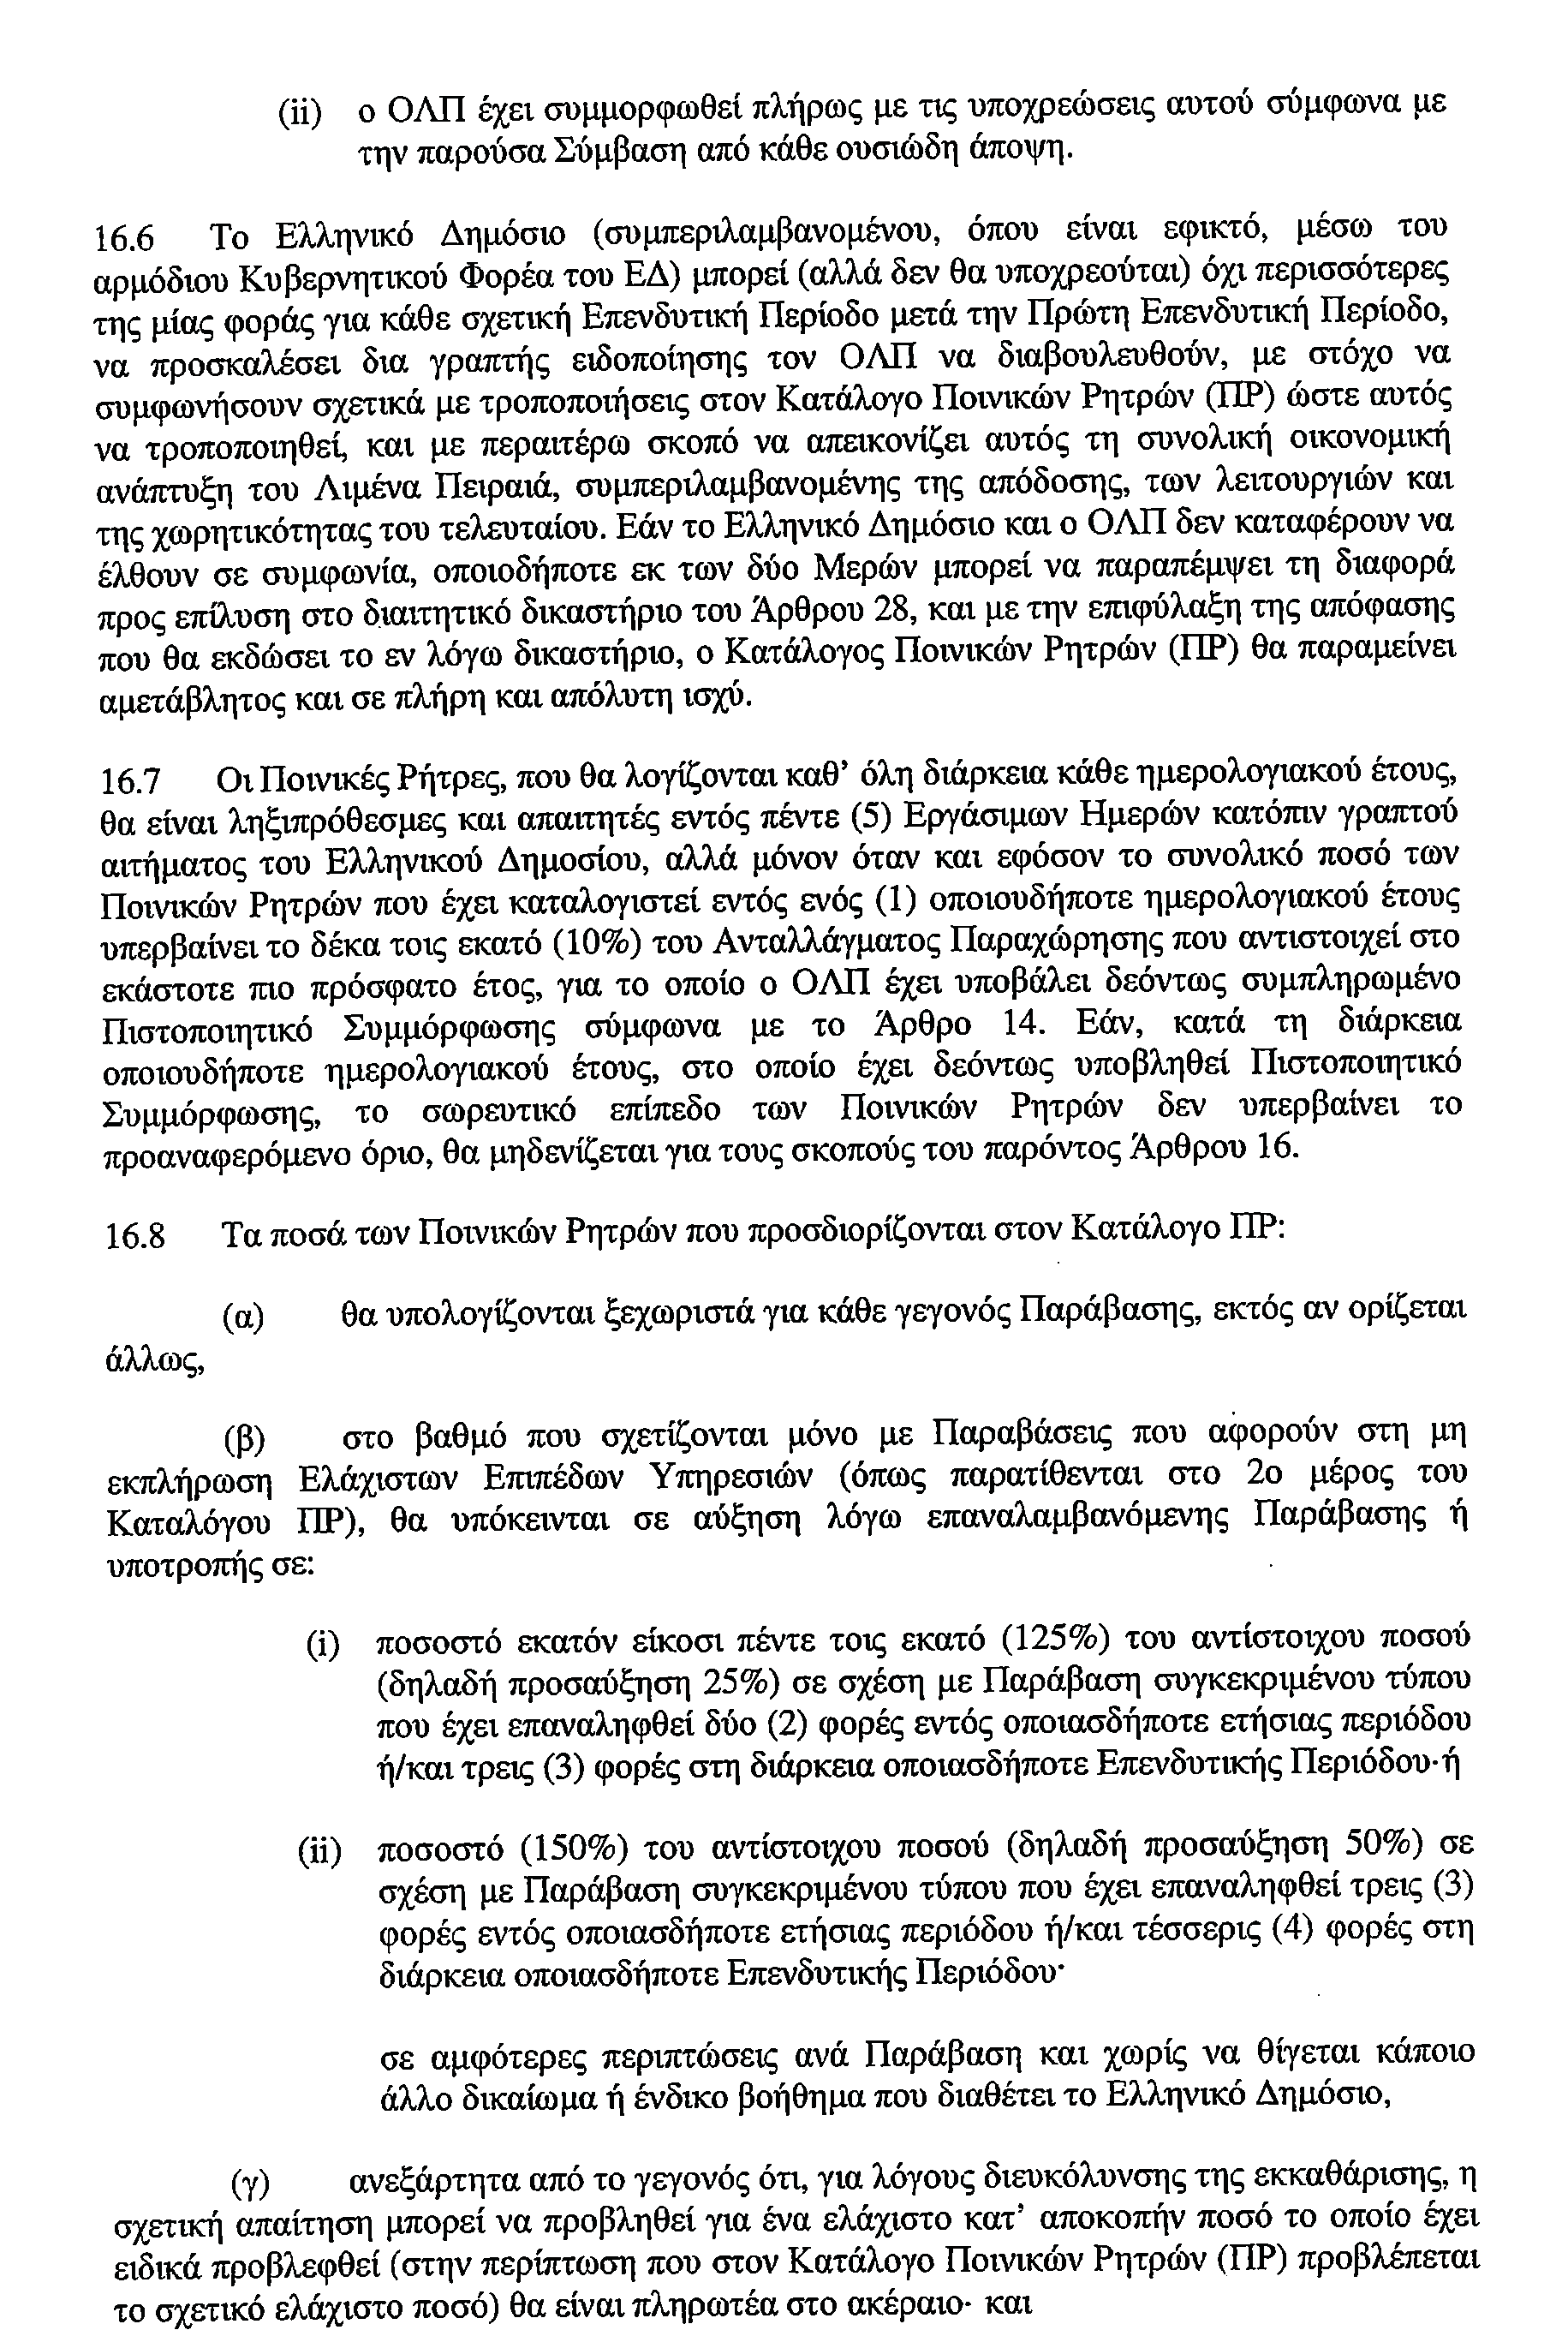 (ii) ο ΟΛΠ έχει συμμορφωθεί πλήρως με τις υποχρεώσεις αυτού σύμφωνα με
την παρούσα Σύμβαση από κάθε ουσιώδη άποψη.
16.6 Το Ελληνικό Δημόσιο (συμπεριλαμβανομένου, όπου είναι εφικτό, μέσω του
αρμόδιου Κυβερνητικού Φορέα του ΕΔ) μπορεί (αλλά δεν θα υποχρεούται) όχι περισσότερες
της μίας φοράς για κάθε σχετική Επενδυτική Περίοδο μετά την Πρώτη Επενδυτική Περίοδο,
να προσκαλέσει δια γραπτής ειδοποίησης τον ΟΛΠ να διαβουλευθούν, με στόχο να
συμφωνήσουν σχετικά με τροποποιήσεις στον Κατάλογο Ποινικών Ρητρών (ΠΡ) ώστε αυτός
να τροποποιηθεί, και με περαιτέρω σκοπό να απεικονίζει αυτός τη συνολική οικονομική
ανάπτυξη του Λιμένα Πειραιά, συμπεριλαμβανομένης της απόδοσης, των λειτουργιών και
της χωρητικότητας του τελευταίου. Εάν το Ελληνικό Δημόσιο και ο ΟΛΠ δεν καταφέρουν να
έλθουν σε συμφωνία, οποιοδήποτε εκ των δύο Μερών μπορεί να παραπέμψει τη διαφορά
προς επίλυση στο διαιτητικό δικαστήριο του Άρθρου 28, και με την επιφύλαξη της απόφασης
που θα εκδώσει το εν λόγω δικαστήριο, ο Κατάλογος Ποινικών Ρητρών (ΠΡ) θα παραμείνει
αμετάβλητος και σε πλήρη και απόλυτη ισχύ.
16.7 Οι Ποινικές Ρήτρες, που θα λογίζονται καθ’ όλη διάρκεια κάθε ημερολογιακού έτους,
θα είναι ληξιπρόθεσμες και απαιτητές εντός πέντε (5) Εργάσιμων Ημερών κατόπιν γραπτού
αιτήματος του Ελληνικού Δημοσίου, αλλά μόνον όταν και εφόσον το συνολικό ποσό των
Ποινικών Ρητρών που έχει καταλογιστεί εντός ενός (1) οποιουδήποτε ημερολογιακού έτους
υπερβαίνει το δέκα τοις εκατό (10%) του Ανταλλάγματος Παραχώρησης που αντιστοιχεί στο
εκάστοτε πιο πρόσφατο έτος, για το οποίο ο ΟΛΠ έχει υποβάλει δεόντως συμπληρωμένο
Πιστοποιητικό Συμμόρφωσης σύμφωνα με το Άρθρο 14. Εάν, κατά τη διάρκεια
οποιουδήποτε ημερολογιακού έτους, στο οποίο έχει δεόντως υποβληθεί Πιστοποιητικό
Συμμόρφωσης, το σωρευτικό επίπεδο των Ποινικών Ρητρών δεν υπερβαίνει το
προαναφερόμενο όριο, θα μηδενίζεται για τους σκοπούς του παρόντος Άρθρου 16.
16.8 Τα ποσά των Ποινικών Ρητρών που προσδιορίζονται στον Κατάλογο ΠΡ:
(α) θα υπολογίζονται ξεχωριστά για κάθε γεγονός Παράβασης, εκτός αν ορίζεται
άλλως,
(β) στο βαθμό που σχετίζονται μόνο με Παραβάσεις που αφορούν στη μη
εκπλήρωση Ελάχιστων Επιπέδων Υπηρεσιών (όπως παρατίθενται στο 2ο μέρος του
Καταλόγου ΠΡ), θα υπόκεινται σε αύξηση λόγω επαναλαμβανόμενης Παράβασης ή
υποτροπής σε:
(i) ποσοστό εκατόν είκοσι πέντε τοις εκατό (125%) του αντίστοιχου ποσού
(δηλαδή προσαύξηση 25%) σε σχέση με Παράβαση συγκεκριμένου τύπου
που έχει επαναληφθεί δύο (2) φορές εντός οποιασδήποτε ετήσιας περιόδου
ή/και τρεις (3) φορές στη διάρκεια οποιασδήποτε Επενδυτικής Περιόδου·ή
(ii) ποσοστό (150%) του αντίστοιχου ποσού (δηλαδή προσαύξηση 50%) σε
σχέση με Παράβαση συγκεκριμένου τύπου που έχει επαναληφθεί τρεις (3)
φορές εντός οποιασδήποτε ετήσιας περιόδου ή/και τέσσερις (4) φορές στη
διάρκεια οποιασδήποτε Επενδυτικής Περιόδου·
σε αμφότερες περιπτώσεις ανά Παράβαση και χωρίς να θίγεται κάποιο
άλλο δικαίωμα ή ένδικο βοήθημα που διαθέτει το Ελληνικό Δημόσιο,
(γ) ανεξάρτητα από το γεγονός ότι, για λόγους διευκόλυνσης της εκκαθάρισης, η
σχετική απαίτηση μπορεί να προβληθεί για ένα ελάχιστο κατ’ αποκοπήν ποσό το οποίο έχει
ειδικά προβλεφθεί (στην περίπτωση που στον Κατάλογο Ποινικών Ρητρών (ΠΡ) προβλέπεται
το σχετικό ελάχιστο ποσό) θα είναι πληρωτέα στο ακέραιο· και